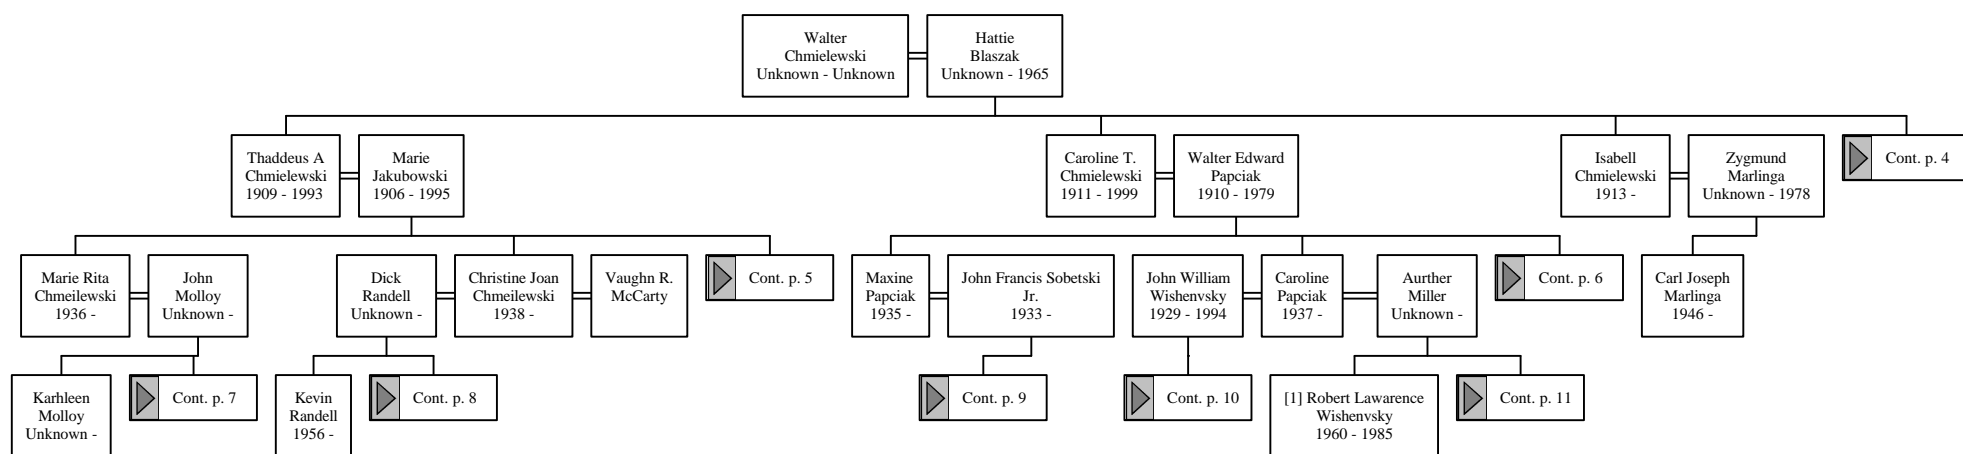 Walter
Chmielewski
Unknown - Unknown
Hattie
Blaszak
Unknown - 1965
Thaddeus A
Chmielewski
1909 - 1993
Marie
Jakubowski
1906 - 1995
Caroline T.
Chmielewski
1911 - 1999
Walter Edward
Papciak
1910 - 1979
Isabell
Chmielewski
1913 -
Zygmund
Marlinga
Unknown - 1978
Cont. p. 4
Marie Rita
Chmeilewski
1936 -
John
Molloy
Unknown -
Dick
Randell
Unknown -
Christine Joan
Chmeilewski
1938 -
Vaughn R.
McCarty
Cont. p. 5
Maxine
Papciak
1935 -
John Francis Sobetski
Jr.
1933 -
John William
Wishenvsky
1929 - 1994
Caroline
Papciak
1937 -
Aurther
Miller
Unknown -
Cont. p. 6
Carl Joseph
Marlinga
1946 -
Karhleen
Molloy
Unknown -
Cont. p. 7
Kevin
Randell
1956 -
Cont. p. 8
Cont. p. 9
Cont. p. 10
[1] Robert Lawarence
Wishenvsky
1960 - 1985
Cont. p. 11